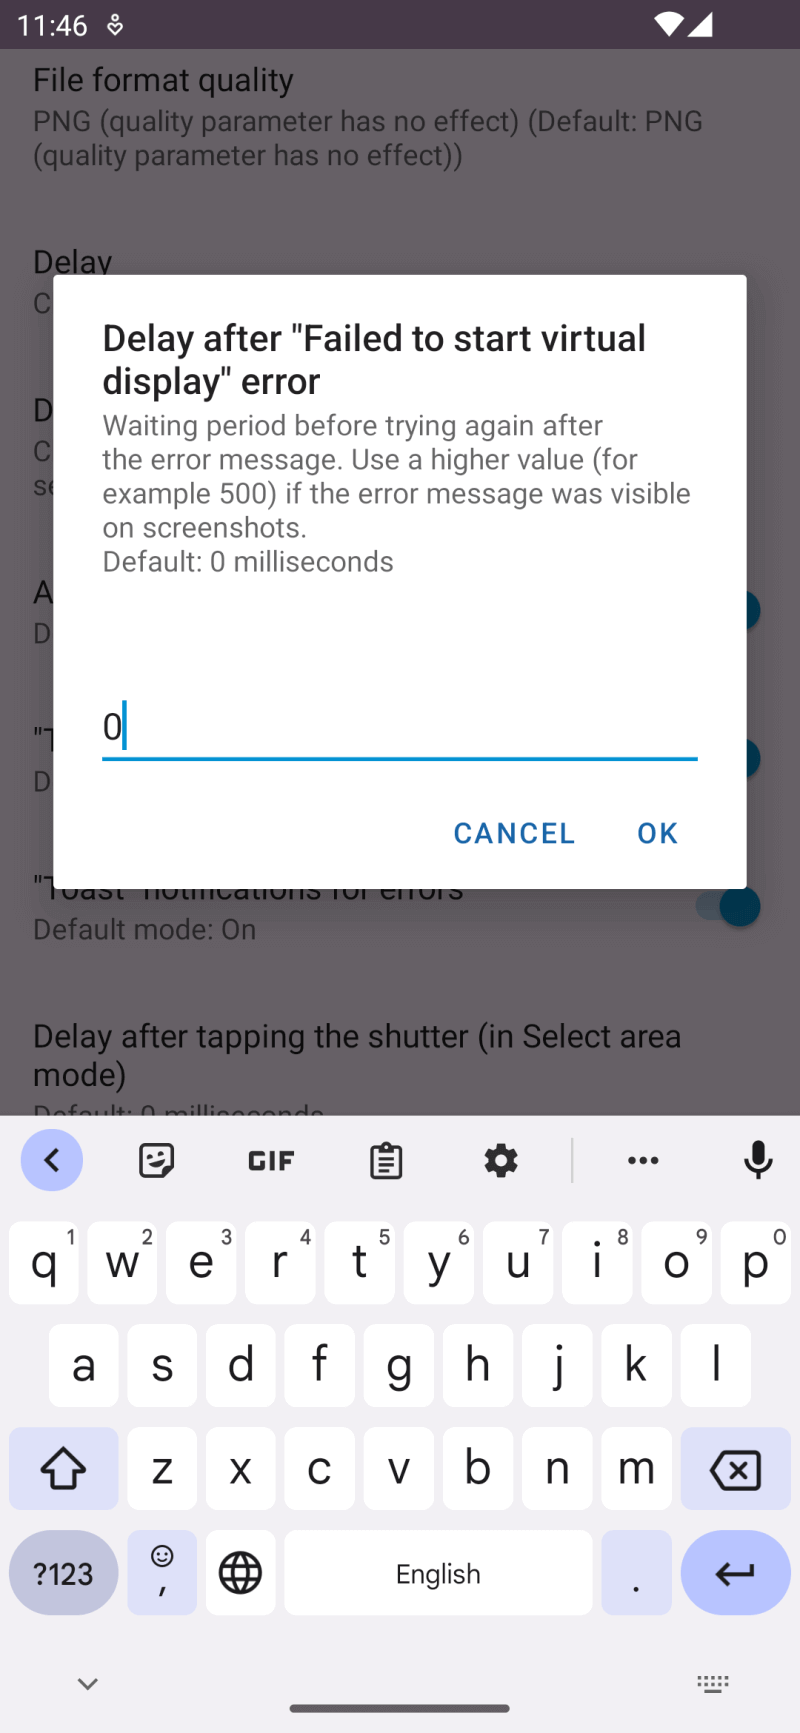 11:46
File format quality
PNG (quality parameter has no effect) (Default: PNG
(quality parameter has no effect))
Delay
C
Delay after "Failed to start virtual
display" error
Waiting period before trying again after
the error message. Use a higher value (for
example 500) if the error message was visible
on screenshots.
Default: 0 milliseconds
D
C
se
A
D
"T
D
0
CANCEL OK
"Toast" notifications for errors
Default mode: On
Delay after tapping the shutter (in Select area
mode)
Default: 0 milliseconds
GIF
q 1 w 2 e 3 r 4 t 5 y 6 u 7 i 8 o 9 p 0
a s d f g h j k l
z x c v b n m
?123 , English .